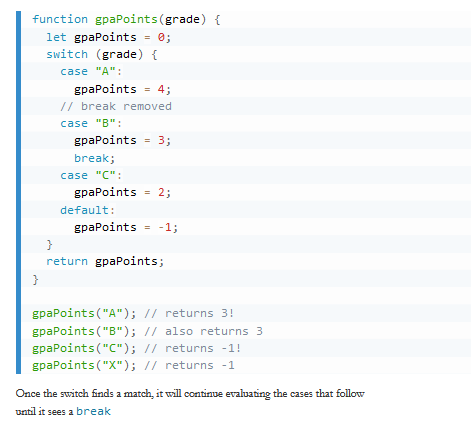 function gpaPoints(grade) {
  let gpaPoints = 0;
  switch (grade) {
    case "A":
      gpaPoints = 4;
    // break removed
    case "B":
      gpaPoints = 3;
      break;
    case "C":
      gpaPoints = 2;
    default:
      gpaPoints = -1;
  }
  return gpaPoints;
}

gpaPoints("A"); // returns 3!
gpaPoints("B"); // also returns 3
gpaPoints("C"); // returns -1!
gpaPoints("X"); // returns -1
Once the switch finds a match, it will continue evaluating the cases that follow
until it sees a break